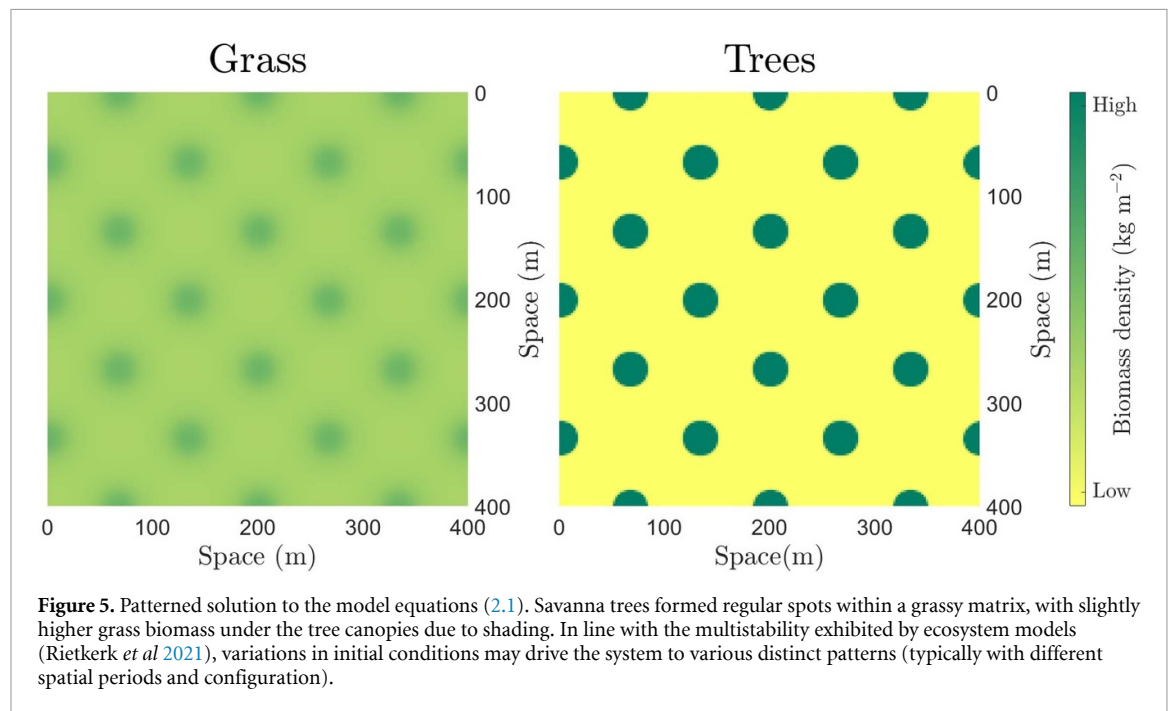 Grass
Trees
0
100
200
300
400
Space (m)
0 100 200 300 400
Space (m)
0
100
200
300
400
Space (m)
0 100 200 300 400
Space(m)
High
Low
Biomass density (kg m⁻²)
Figure 5. Patterned solution to the model equations (2.1). Savanna trees formed regular spots within a grassy matrix, with slightly
higher grass biomass under the tree canopies due to shading. In line with the multistability exhibited by ecosystem models
(Rietkerk et al 2021), variations in initial conditions may drive the system to various distinct patterns (typically with different
spatial periods and configuration).